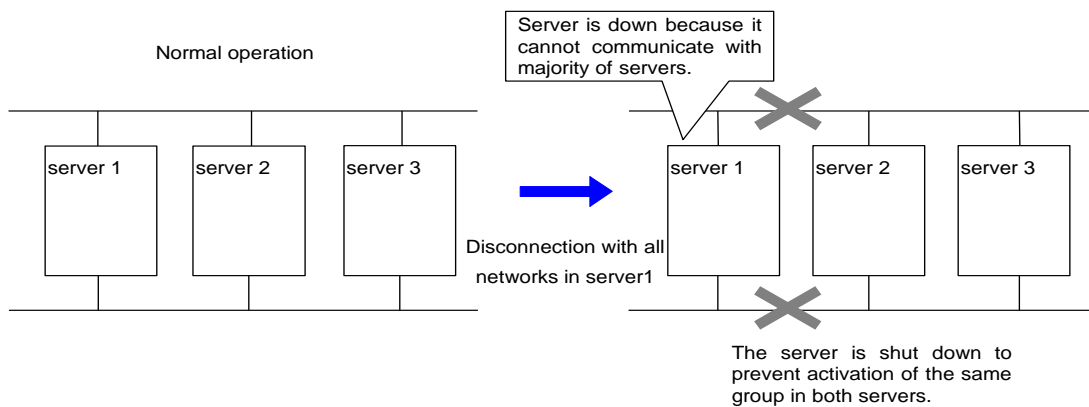 Normal operation
Server is down because it
cannot communicate with
majority of servers.
server 1
server 2
server 3
Disconnection with all
networks in server1
server 1
server 2
server 3
The server is shut down to
prevent activation of the same
group in both servers.